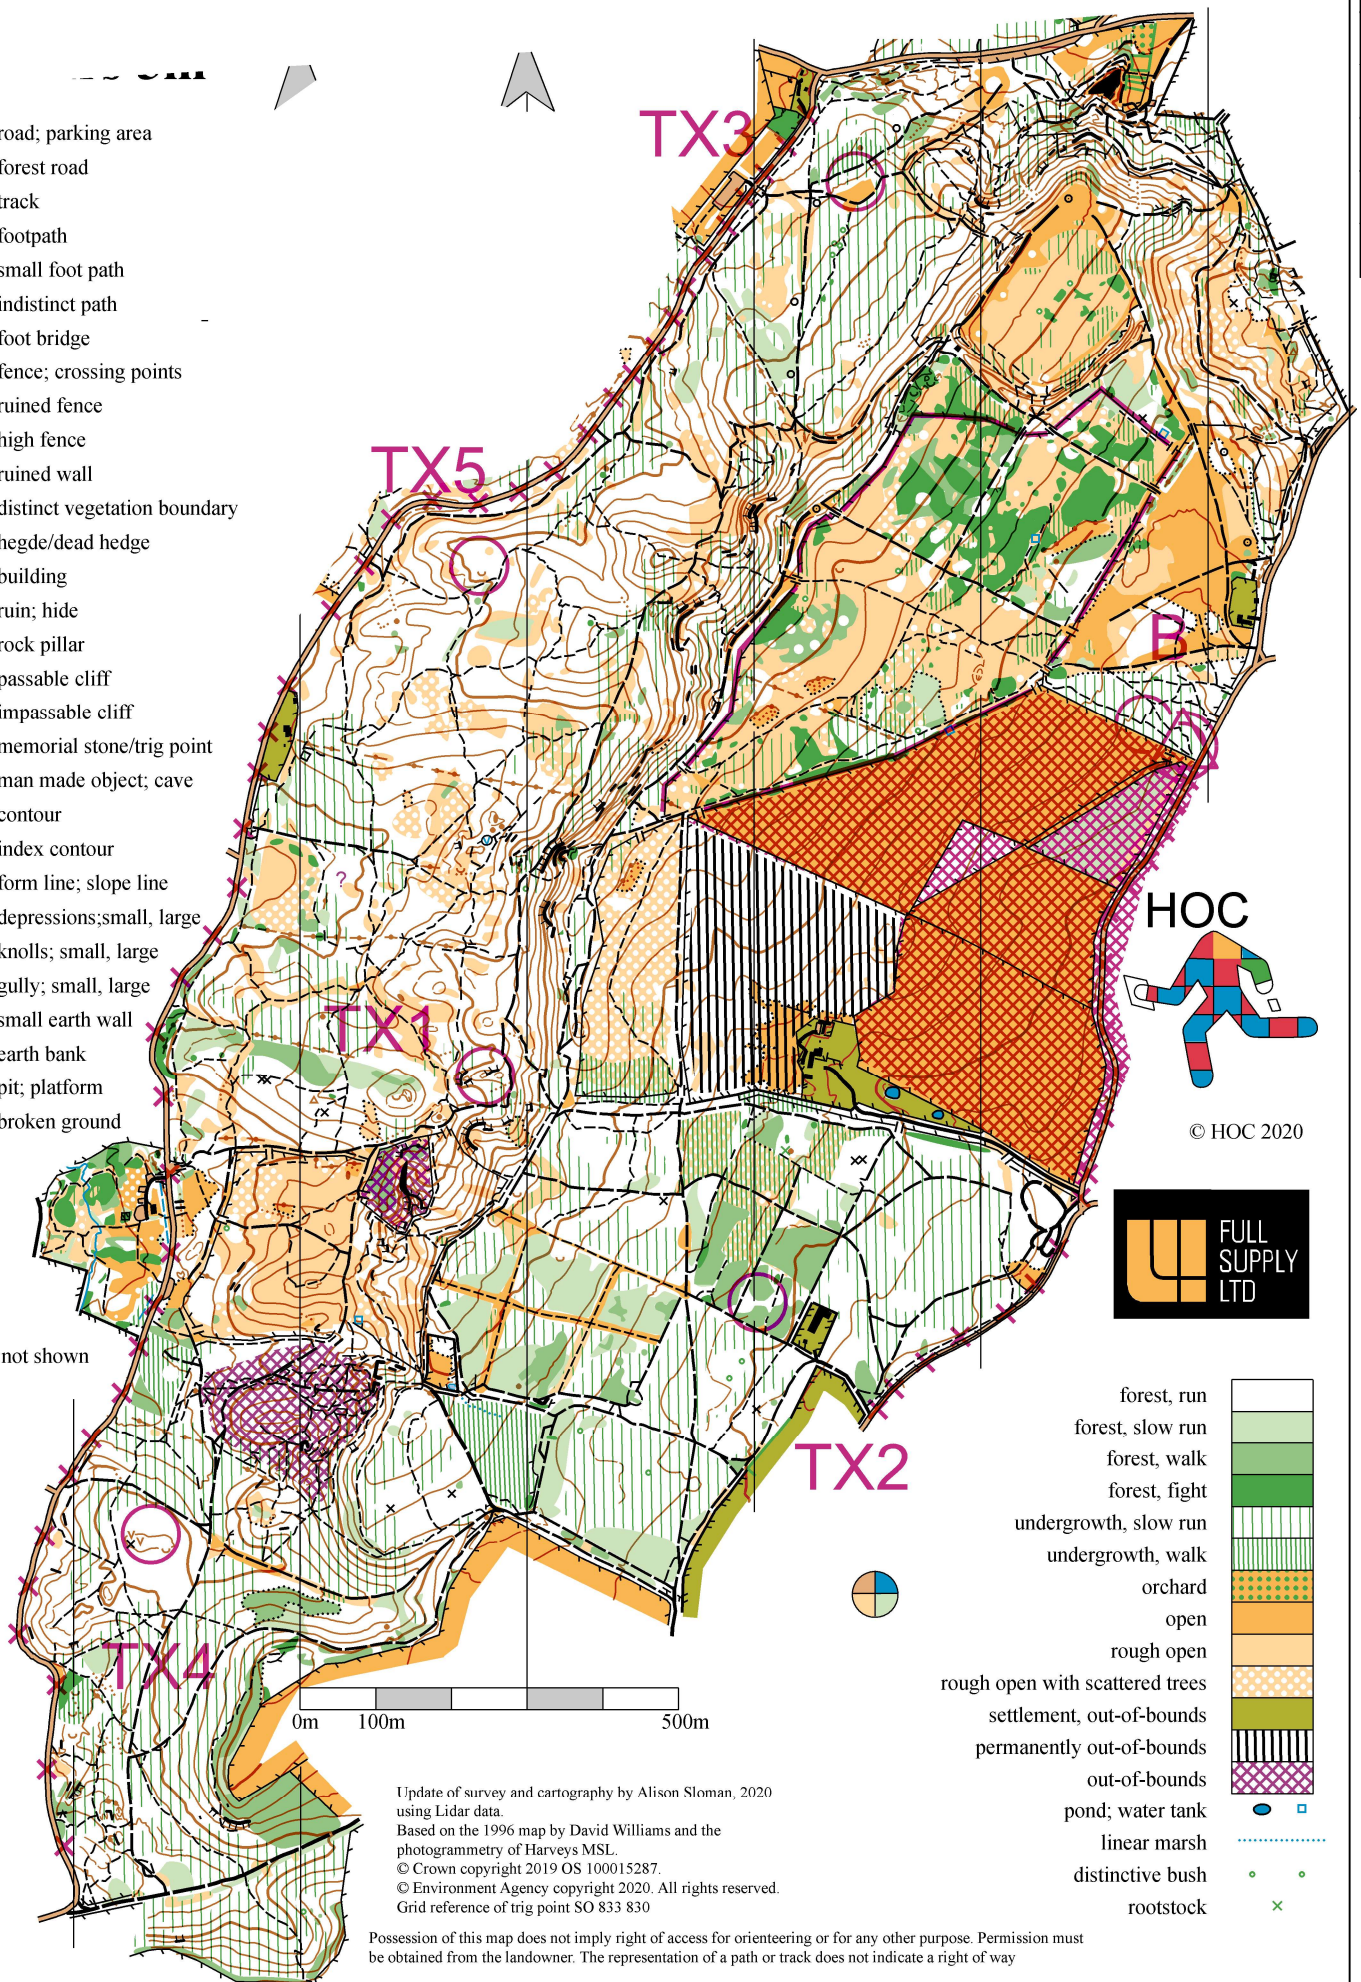 road; parking area
forest road
track
footpath
small foot path
indistinct path
foot bridge
fence; crossing points
ruined fence
high fence
ruined wall
distinct vegetation boundary
hegde/dead hedge
building
ruin; hide
rock pillar
passable cliff
impassable cliff
memorial stone/trig point
man made object; cave
contour
index contour
form line; slope line
depressions;small, large
knolls; small, large
gully; small, large
small earth wall
earth bank
pit; platform
broken ground
not shown
TX3
TX5
B
?
TX1
TX2
TX4
HOC
© HOC 2020
FULL
SUPPLY
LTD
forest, run
forest, slow run
forest, walk
forest, fight
undergrowth, slow run
undergrowth, walk
orchard
open
rough open
rough open with scattered trees
settlement, out-of-bounds
permanently out-of-bounds
out-of-bounds
pond; water tank
linear marsh
distinctive bush
rootstock
0m 100m 500m
Update of survey and cartography by Alison Sloman, 2020
using Lidar data.
Based on the 1996 map by David Williams and the
photogrammetry of Harveys MSL.
© Crown copyright 2019 OS 100015287.
© Environment Agency copyright 2020. All rights reserved.
Grid reference of trig point SO 833 830
Possession of this map does not imply right of access for orienteering or for any other purpose. Permission must
be obtained from the landowner. The representation of a path or track does not indicate a right of way